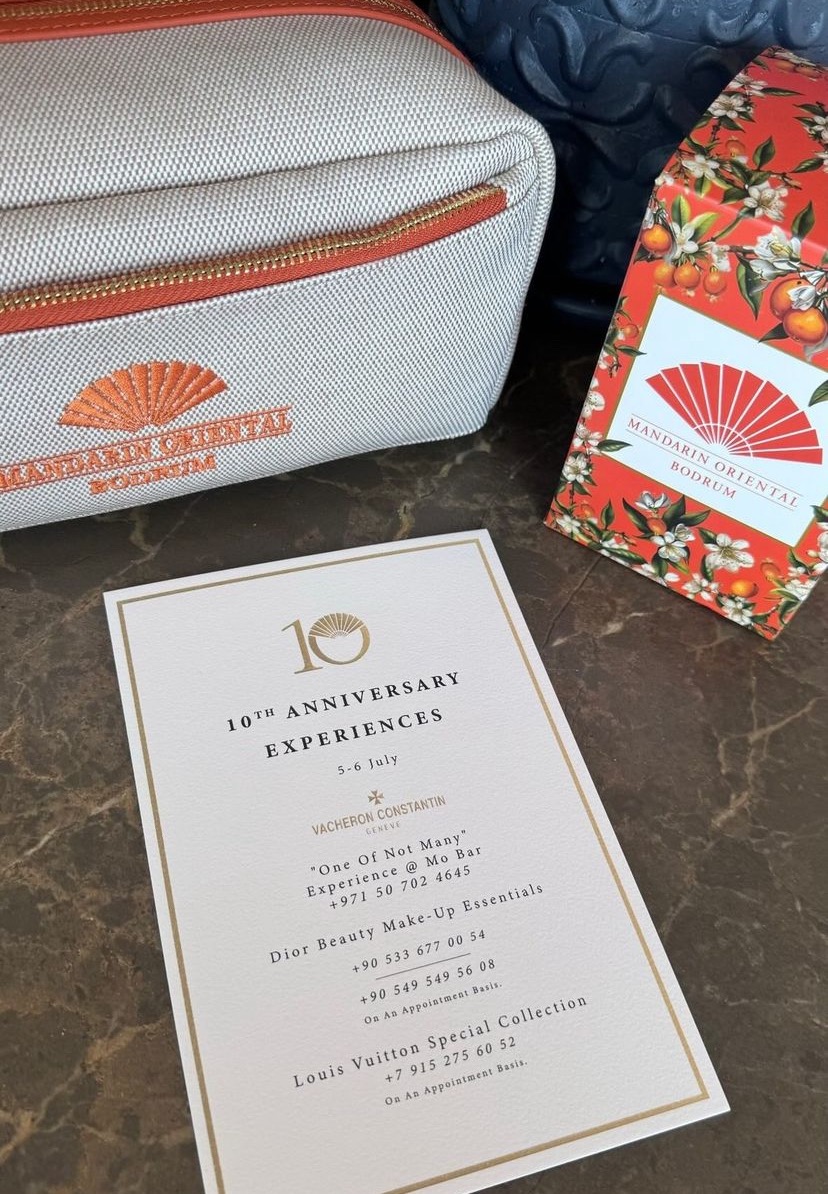 MANDARIN ORIENTAL
BODRUM
MANDARIN ORIENTAL
BODRUM
10
10TH ANNIVERSARY
EXPERIENCES
5-6 July
VACHERON CONSTANTIN
GENÈVE
"One Of Not Many"
Experience @ Mo Bar
+971 50 702 4645
Dior Beauty Make-Up Essentials
+90 533 677 00 54
+90 549 549 56 08
On An Appointment Basis.
Louis Vuitton Special Collection
+7 915 275 60 52
On An Appointment Basis.